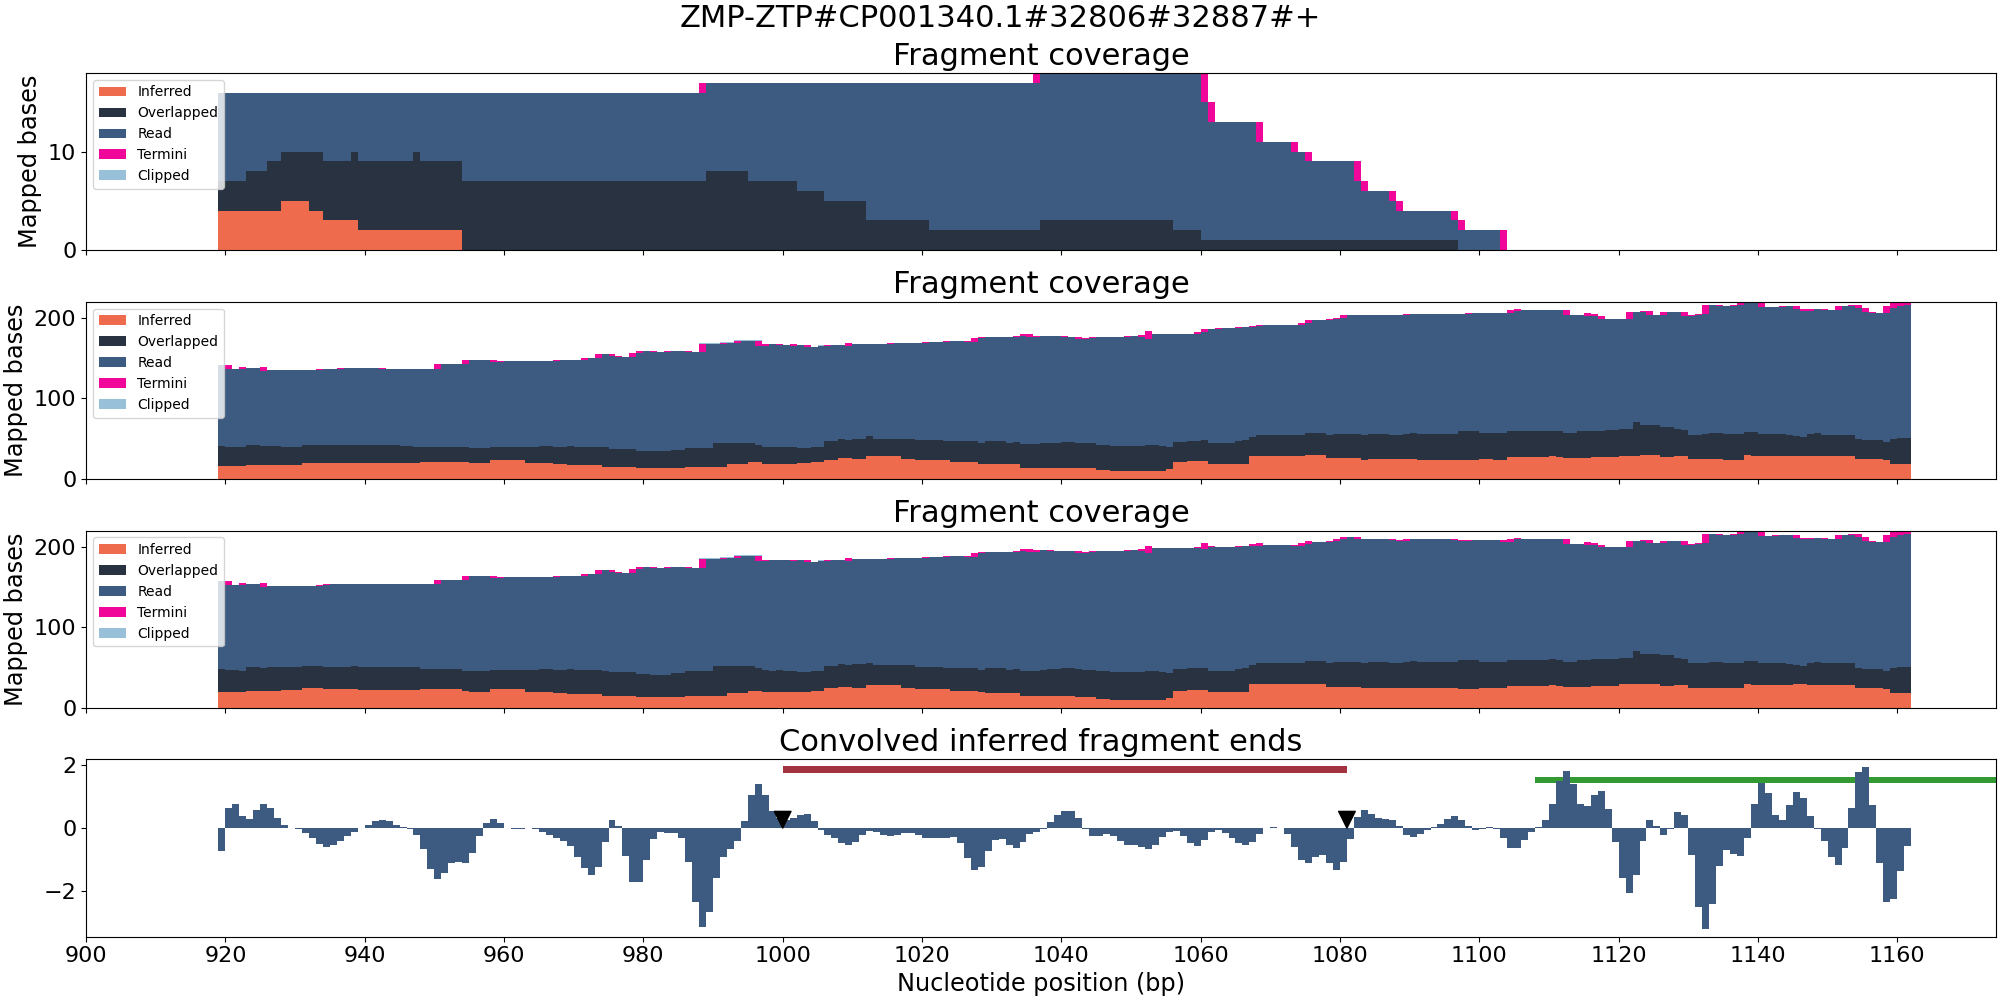 ZMP-ZTP#CP001340.1#32806#32887#+
Fragment coverage
Mapped bases
10
0
Inferred
Overlapped
Read
Termini
Clipped
Fragment coverage
Mapped bases
200
100
0
Inferred
Overlapped
Read
Termini
Clipped
Fragment coverage
Mapped bases
200
100
0
Inferred
Overlapped
Read
Termini
Clipped
Convolved inferred fragment ends
2
0
−2
900 920 940 960 980 1000 1020 1040 1060 1080 1100 1120 1140 1160
Nucleotide position (bp)